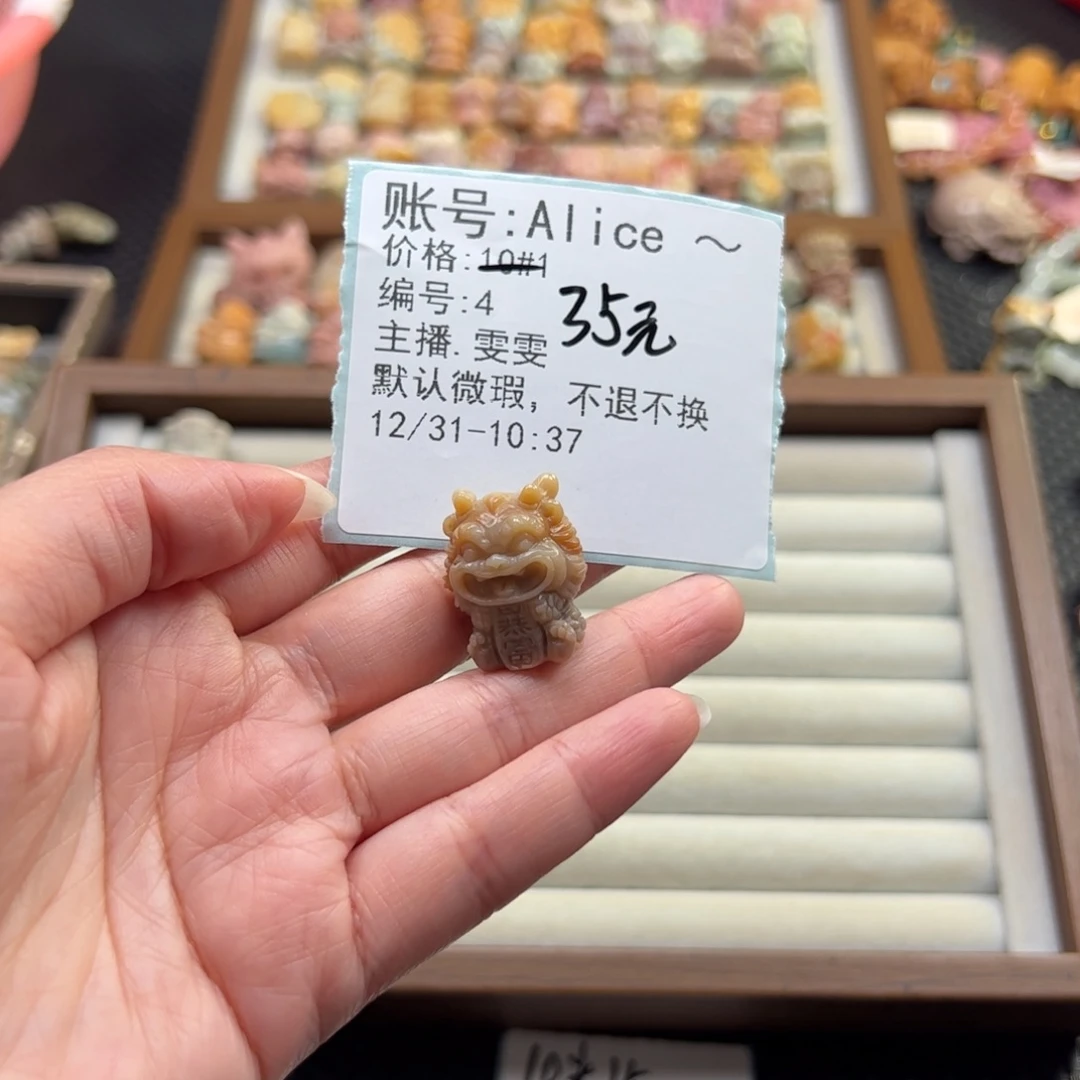 账号:Alice ～
价格:10#1
编号:4
35元
主播.雯雯
默认微瑕，不退不换
12/31-10:37